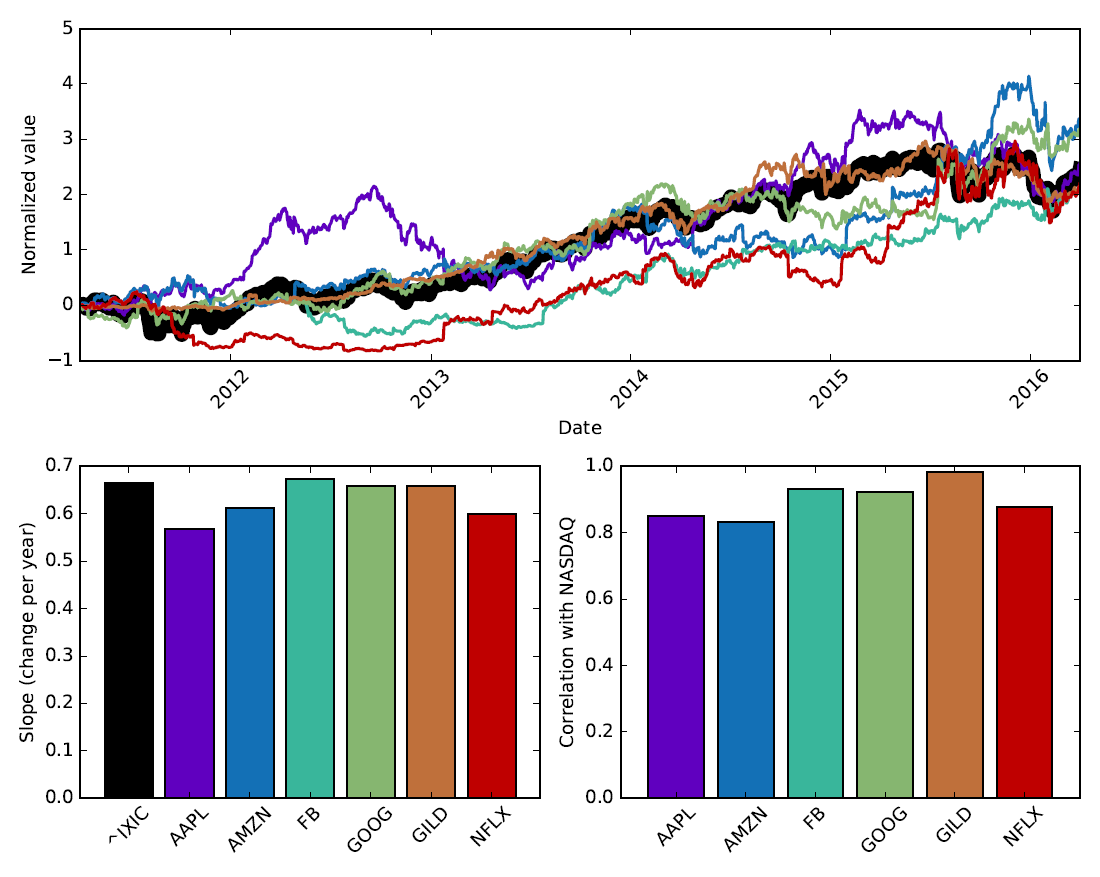 5
4
3
2
1
0
−1
Normalized value
2012
2013
2014
2015
2016
Date
0.7
0.6
0.5
0.4
0.3
0.2
0.1
0.0
Slope (change per year)
^IXIC
AAPL
AMZN
FB
GOOG
GILD
NFLX
1.0
0.8
0.6
0.4
0.2
0.0
Correlation with NASDAQ
AAPL
AMZN
FB
GOOG
GILD
NFLX